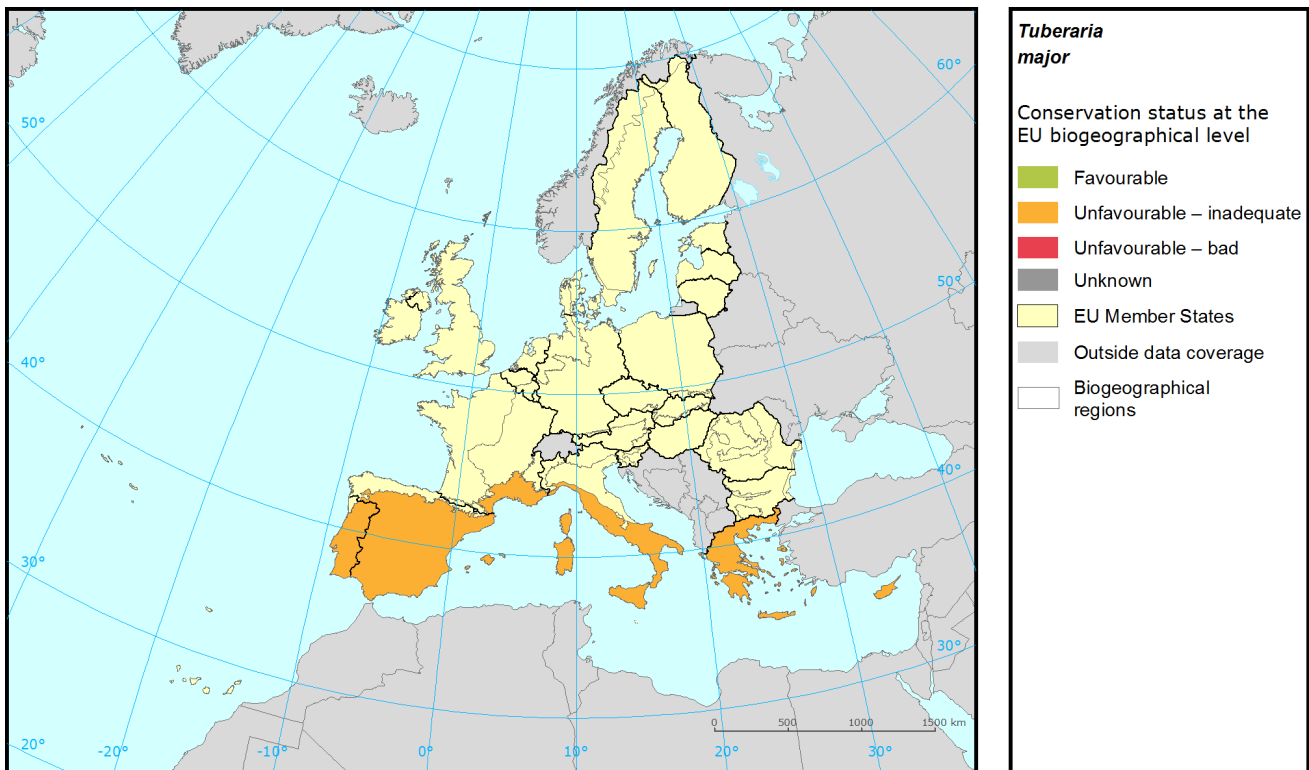 Tuberaria
major
Conservation status at the
EU biogeographical level
Favourable
Unfavourable – inadequate
Unfavourable – bad
Unknown
EU Member States
Outside data coverage
Biogeographical
regions
60°
50°
50°
40°
40°
30°
30°
20°
-20°
-10°
0°
10°
20°
30°
0 500 1000 1500 km